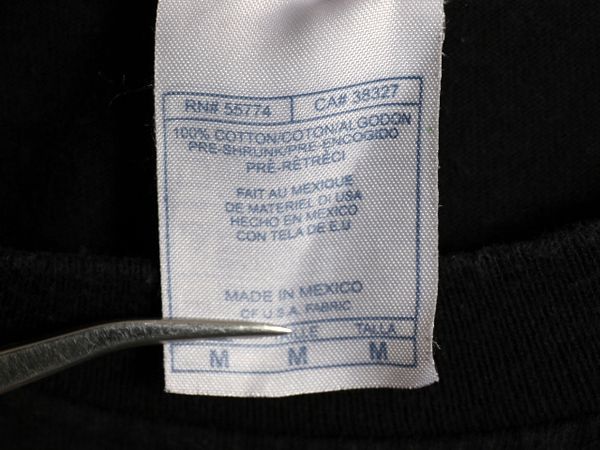 RN# 55774 CA# 38327
100% COTTON/COTON/ALGODON
PRE-SHRUNK/PRE-ENCOGIDO
PRÉ-RÉTRÉCI
FAIT AU MEXIQUE
DE MATERIEL DI USA
HECHO EN MEXICO
CON TELA DE E.U
MADE IN MEXICO
OF U.S.A. FABRIC
TALLA
M M M